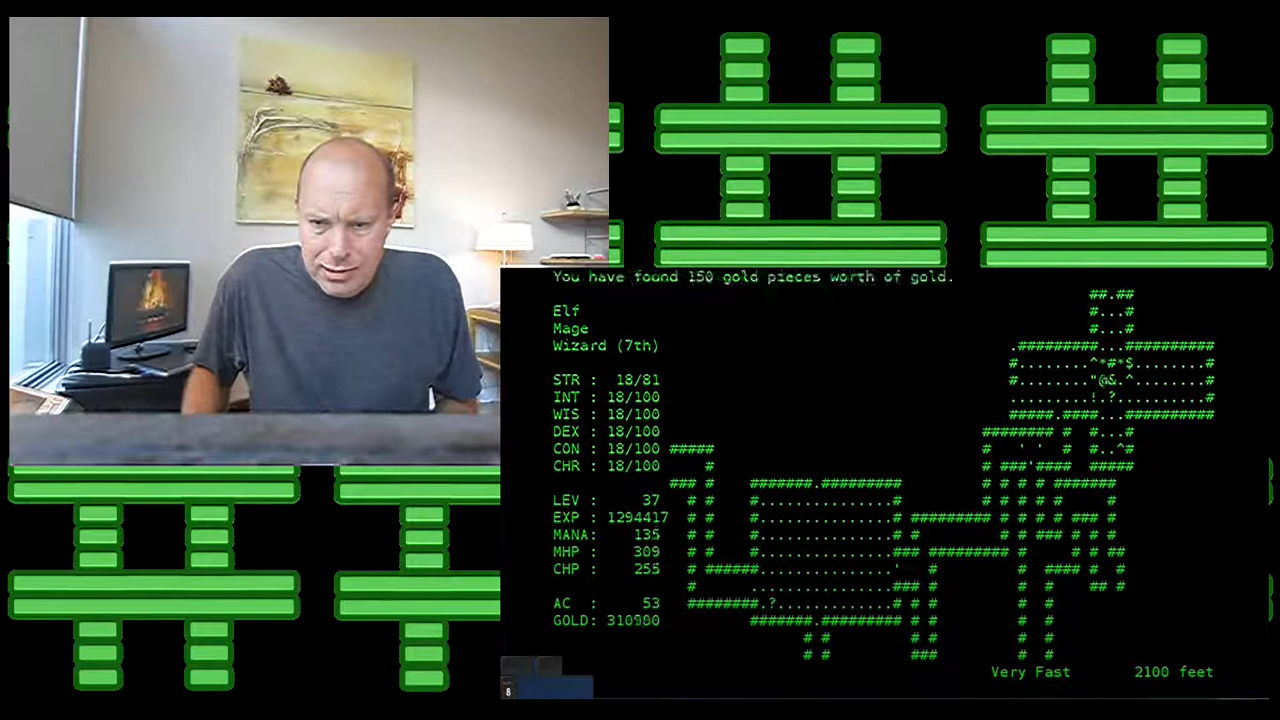 You have found 150 gold pieces worth of gold.
Elf
Mage
Wizard (7th)
STR : 18/81
INT : 18/100
WIS : 18/100
DEX : 18/100
CON : 18/100
CHR : 18/100
LEV : 37
EXP : 1294417
MANA: 135
MHP : 309
CHP : 255
AC : 53
GOLD: 310900
Very Fast 2100 feet
8